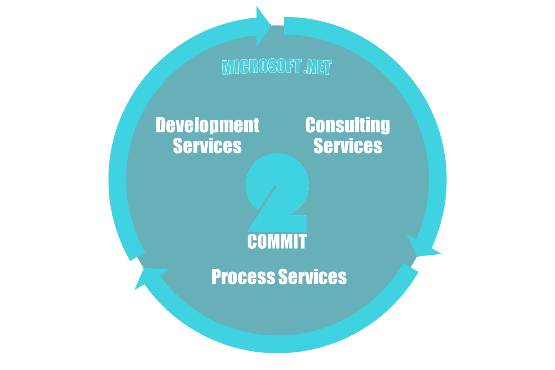 MICROSOFT .NET
Development
Services
Consulting
Services
2
COMMIT
Process Services